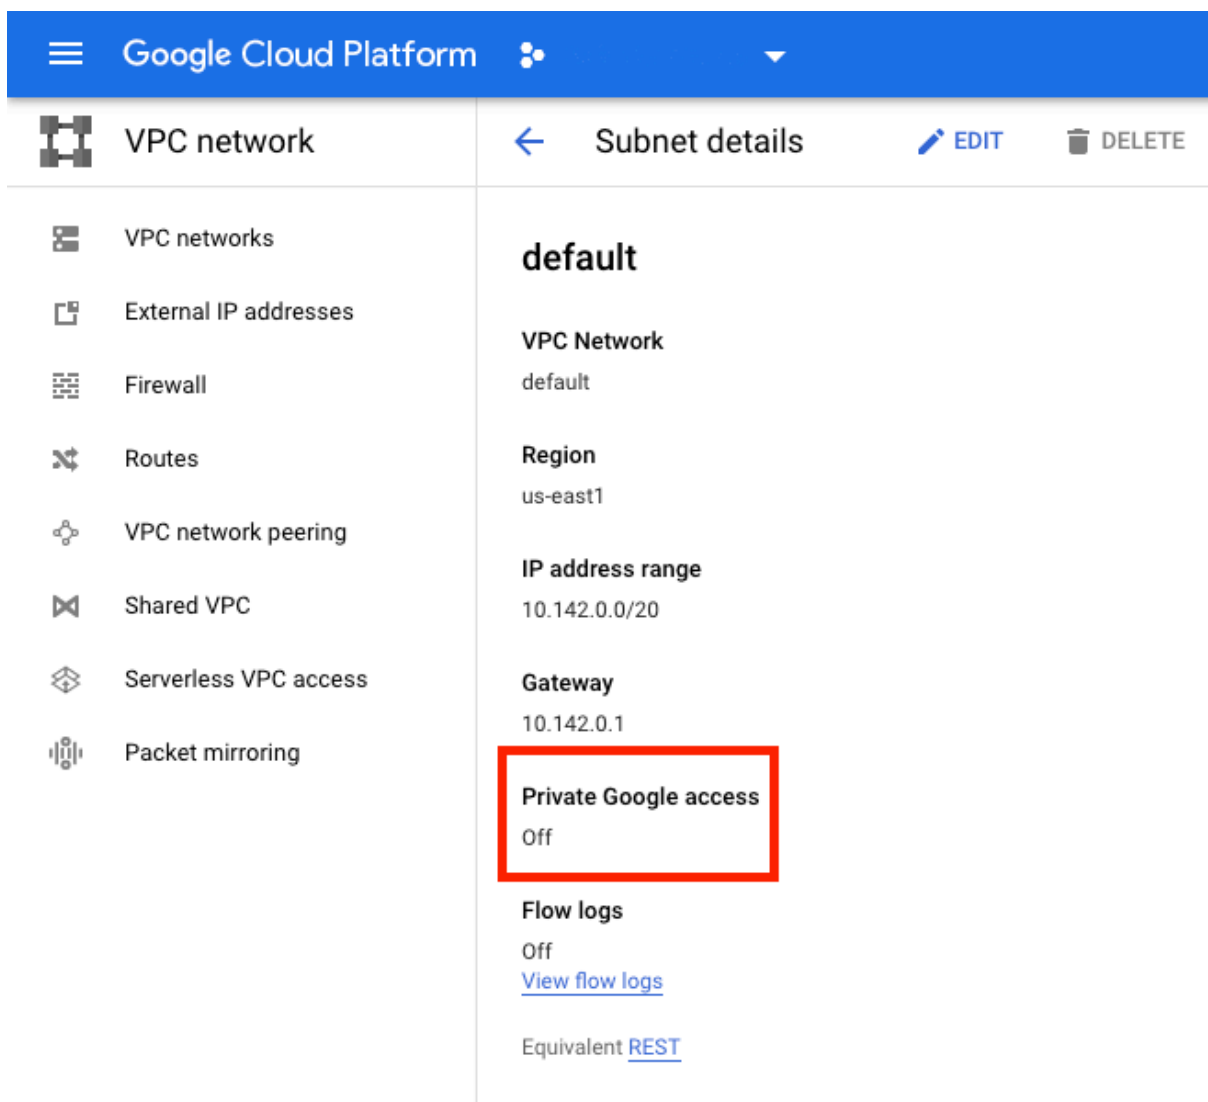 Google Cloud Platform
VPC network
Subnet details
EDIT
DELETE
VPC networks
External IP addresses
Firewall
Routes
VPC network peering
Shared VPC
Serverless VPC access
Packet mirroring
default
VPC Network
default
Region
us-east1
IP address range
10.142.0.0/20
Gateway
10.142.0.1
Private Google access
Off
Flow logs
Off
View flow logs
Equivalent REST